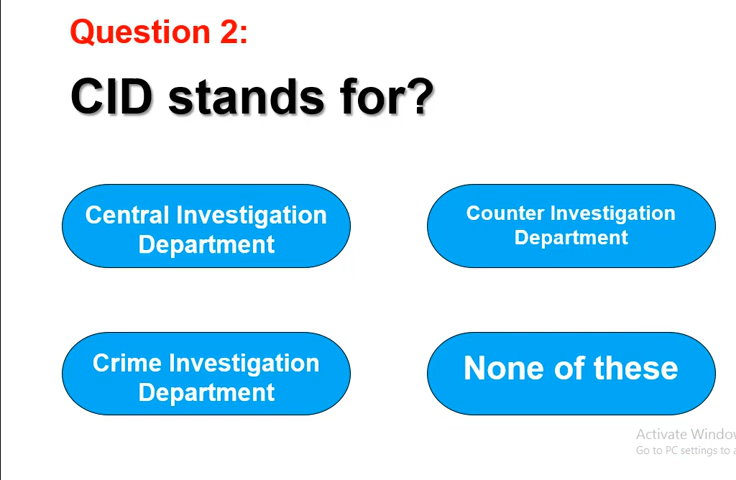 Question 2:
CID stands for?
Central Investigation
Department
Counter Investigation
Department
Crime Investigation
Department
None of these
Activate Window
Go to PC settings to a